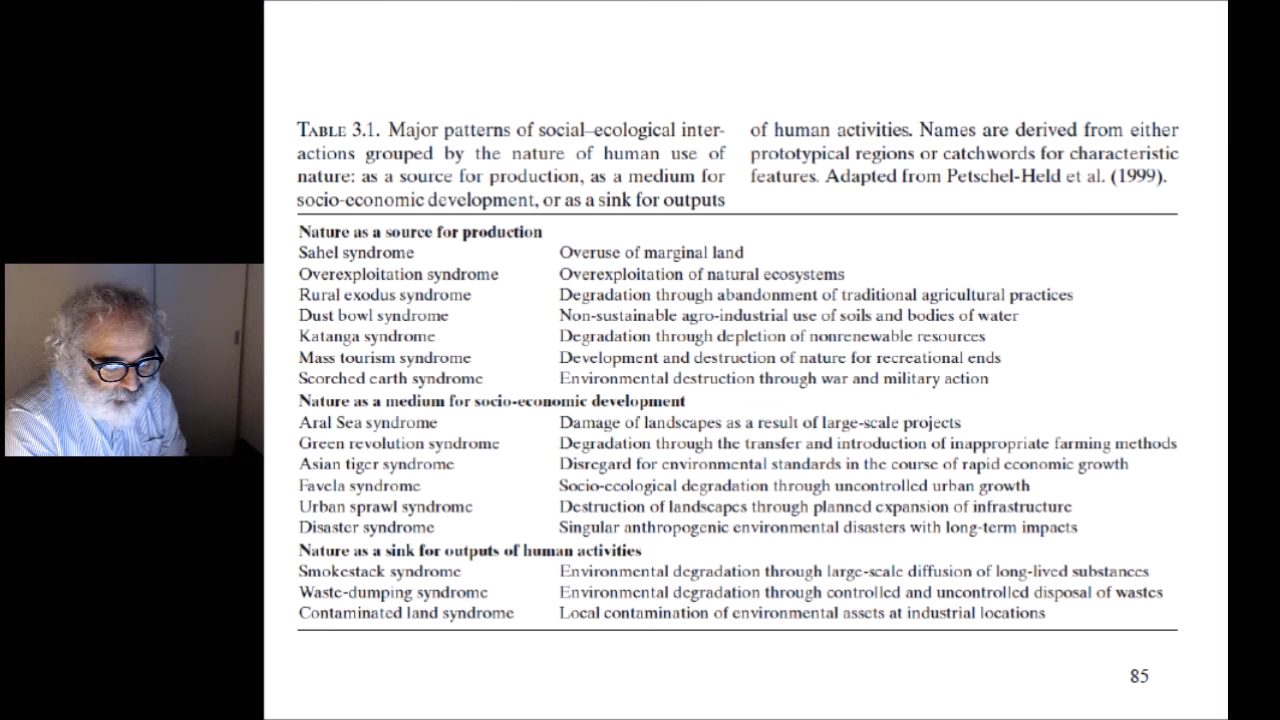 TABLE 3.1. Major patterns of social–ecological inter-
actions grouped by the nature of human use of
nature: as a source for production, as a medium for
socio-economic development, or as a sink for outputs
of human activities. Names are derived from either
prototypical regions or catchwords for characteristic
features. Adapted from Petschel-Held et al. (1999).
Nature as a source for production
Sahel syndrome Overuse of marginal land
Overexploitation syndrome Overexploitation of natural ecosystems
Rural exodus syndrome Degradation through abandonment of traditional agricultural practices
Dust bowl syndrome Non-sustainable agro-industrial use of soils and bodies of water
Katanga syndrome Degradation through depletion of nonrenewable resources
Mass tourism syndrome Development and destruction of nature for recreational ends
Scorched earth syndrome Environmental destruction through war and military action
Nature as a medium for socio-economic development
Aral Sea syndrome Damage of landscapes as a result of large-scale projects
Green revolution syndrome Degradation through the transfer and introduction of inappropriate farming methods
Asian tiger syndrome Disregard for environmental standards in the course of rapid economic growth
Favela syndrome Socio-ecological degradation through uncontrolled urban growth
Urban sprawl syndrome Destruction of landscapes through planned expansion of infrastructure
Disaster syndrome Singular anthropogenic environmental disasters with long-term impacts
Nature as a sink for outputs of human activities
Smokestack syndrome Environmental degradation through large-scale diffusion of long-lived substances
Waste-dumping syndrome Environmental degradation through controlled and uncontrolled disposal of wastes
Contaminated land syndrome Local contamination of environmental assets at industrial locations
85